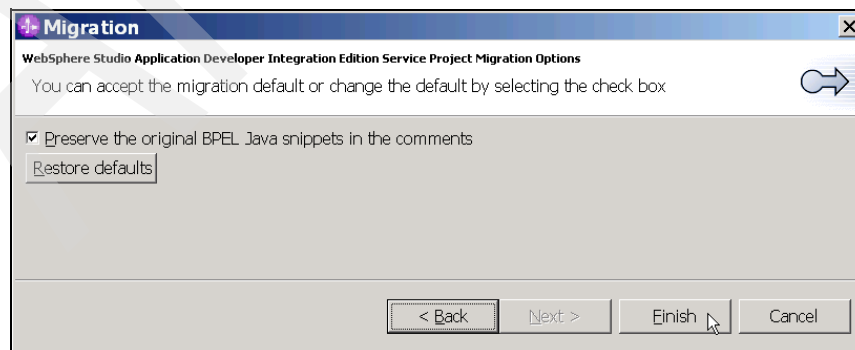 Migration
WebSphere Studio Application Developer Integration Edition Service Project Migration Options
You can accept the migration default or change the default by selecting the check box
Preserve the original BPEL Java snippets in the comments
Restore defaults
< Back Next > Finish Cancel